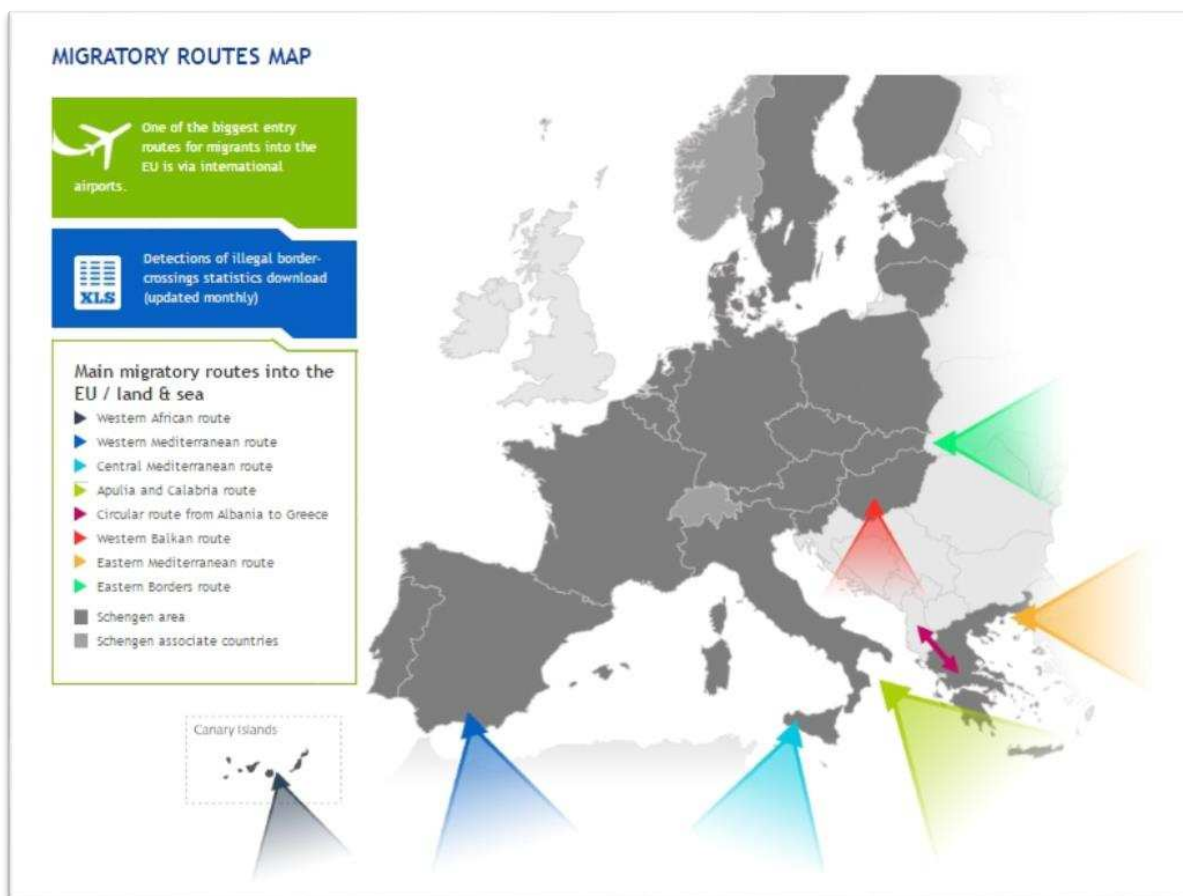 MIGRATORY ROUTES MAP
One of the biggest entry
routes for migrants into the
EU is via international
airports.
XLS
Detections of illegal border-
crossings statistics download
(updated monthly)
Main migratory routes into the
EU / land & sea
Western African route
Western Mediterranean route
Central Mediterranean route
Apulia and Calabria route
Circular route from Albania to Greece
Western Balkan route
Eastern Mediterranean route
Eastern Borders route
Schengen area
Schengen associate countries
Canary Islands